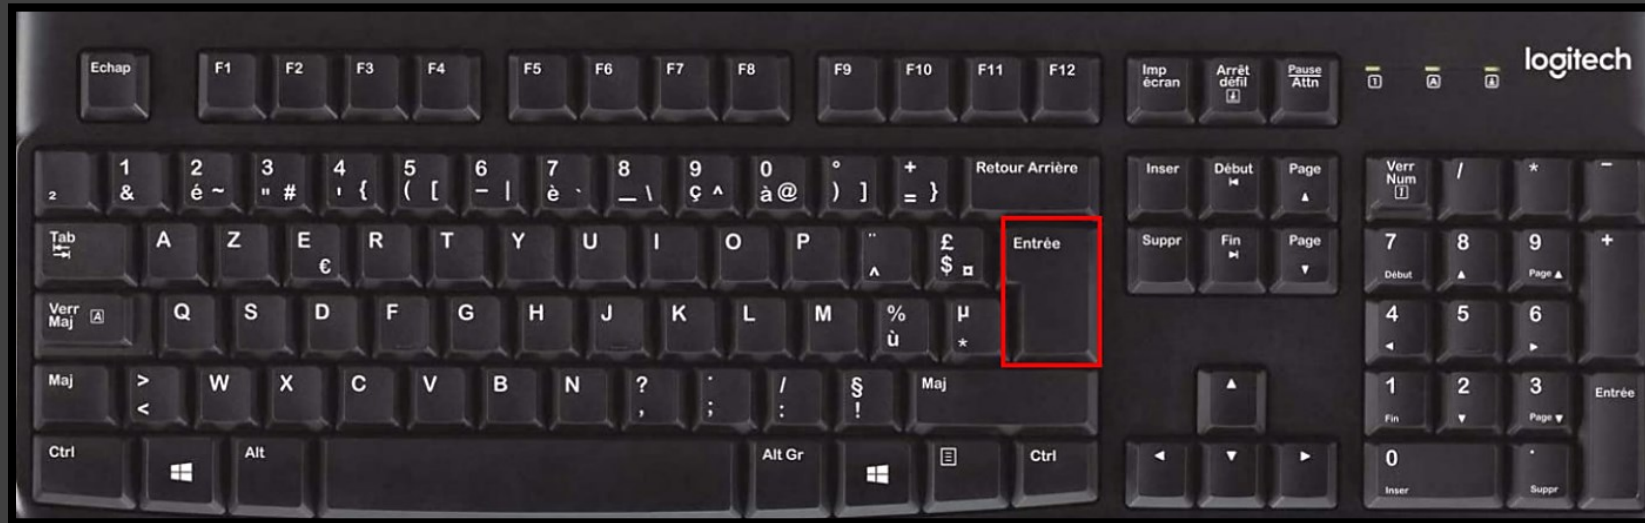 logitech
Echap F1 F2 F3 F4 F5 F6 F7 F8 F9 F10 F11 F12 Imp écran Arrêt défil Pause Attn 1 A
1 2 3 4 5 6 7 8 9 0 ° + Retour Arrière Inser Début Page Verr Num 1 / * -
² & é ~ " # ' { ( [ - | è ` _ \ ç ^ à @ ) ] = }
Tab A Z E R T Y U I O P ¨ £ Entrée Suppr Fin Page 7 8 9 +
€ ^ $ ¤ Début Page
Verr Maj A Q S D F G H J K L M % µ 4 5 6
ù *
Maj > W X C V B N ? . / § Maj 1 2 3 Entrée
< , ; : ! Fin Page
Ctrl Alt Alt Gr Ctrl 0 .
Inser Suppr